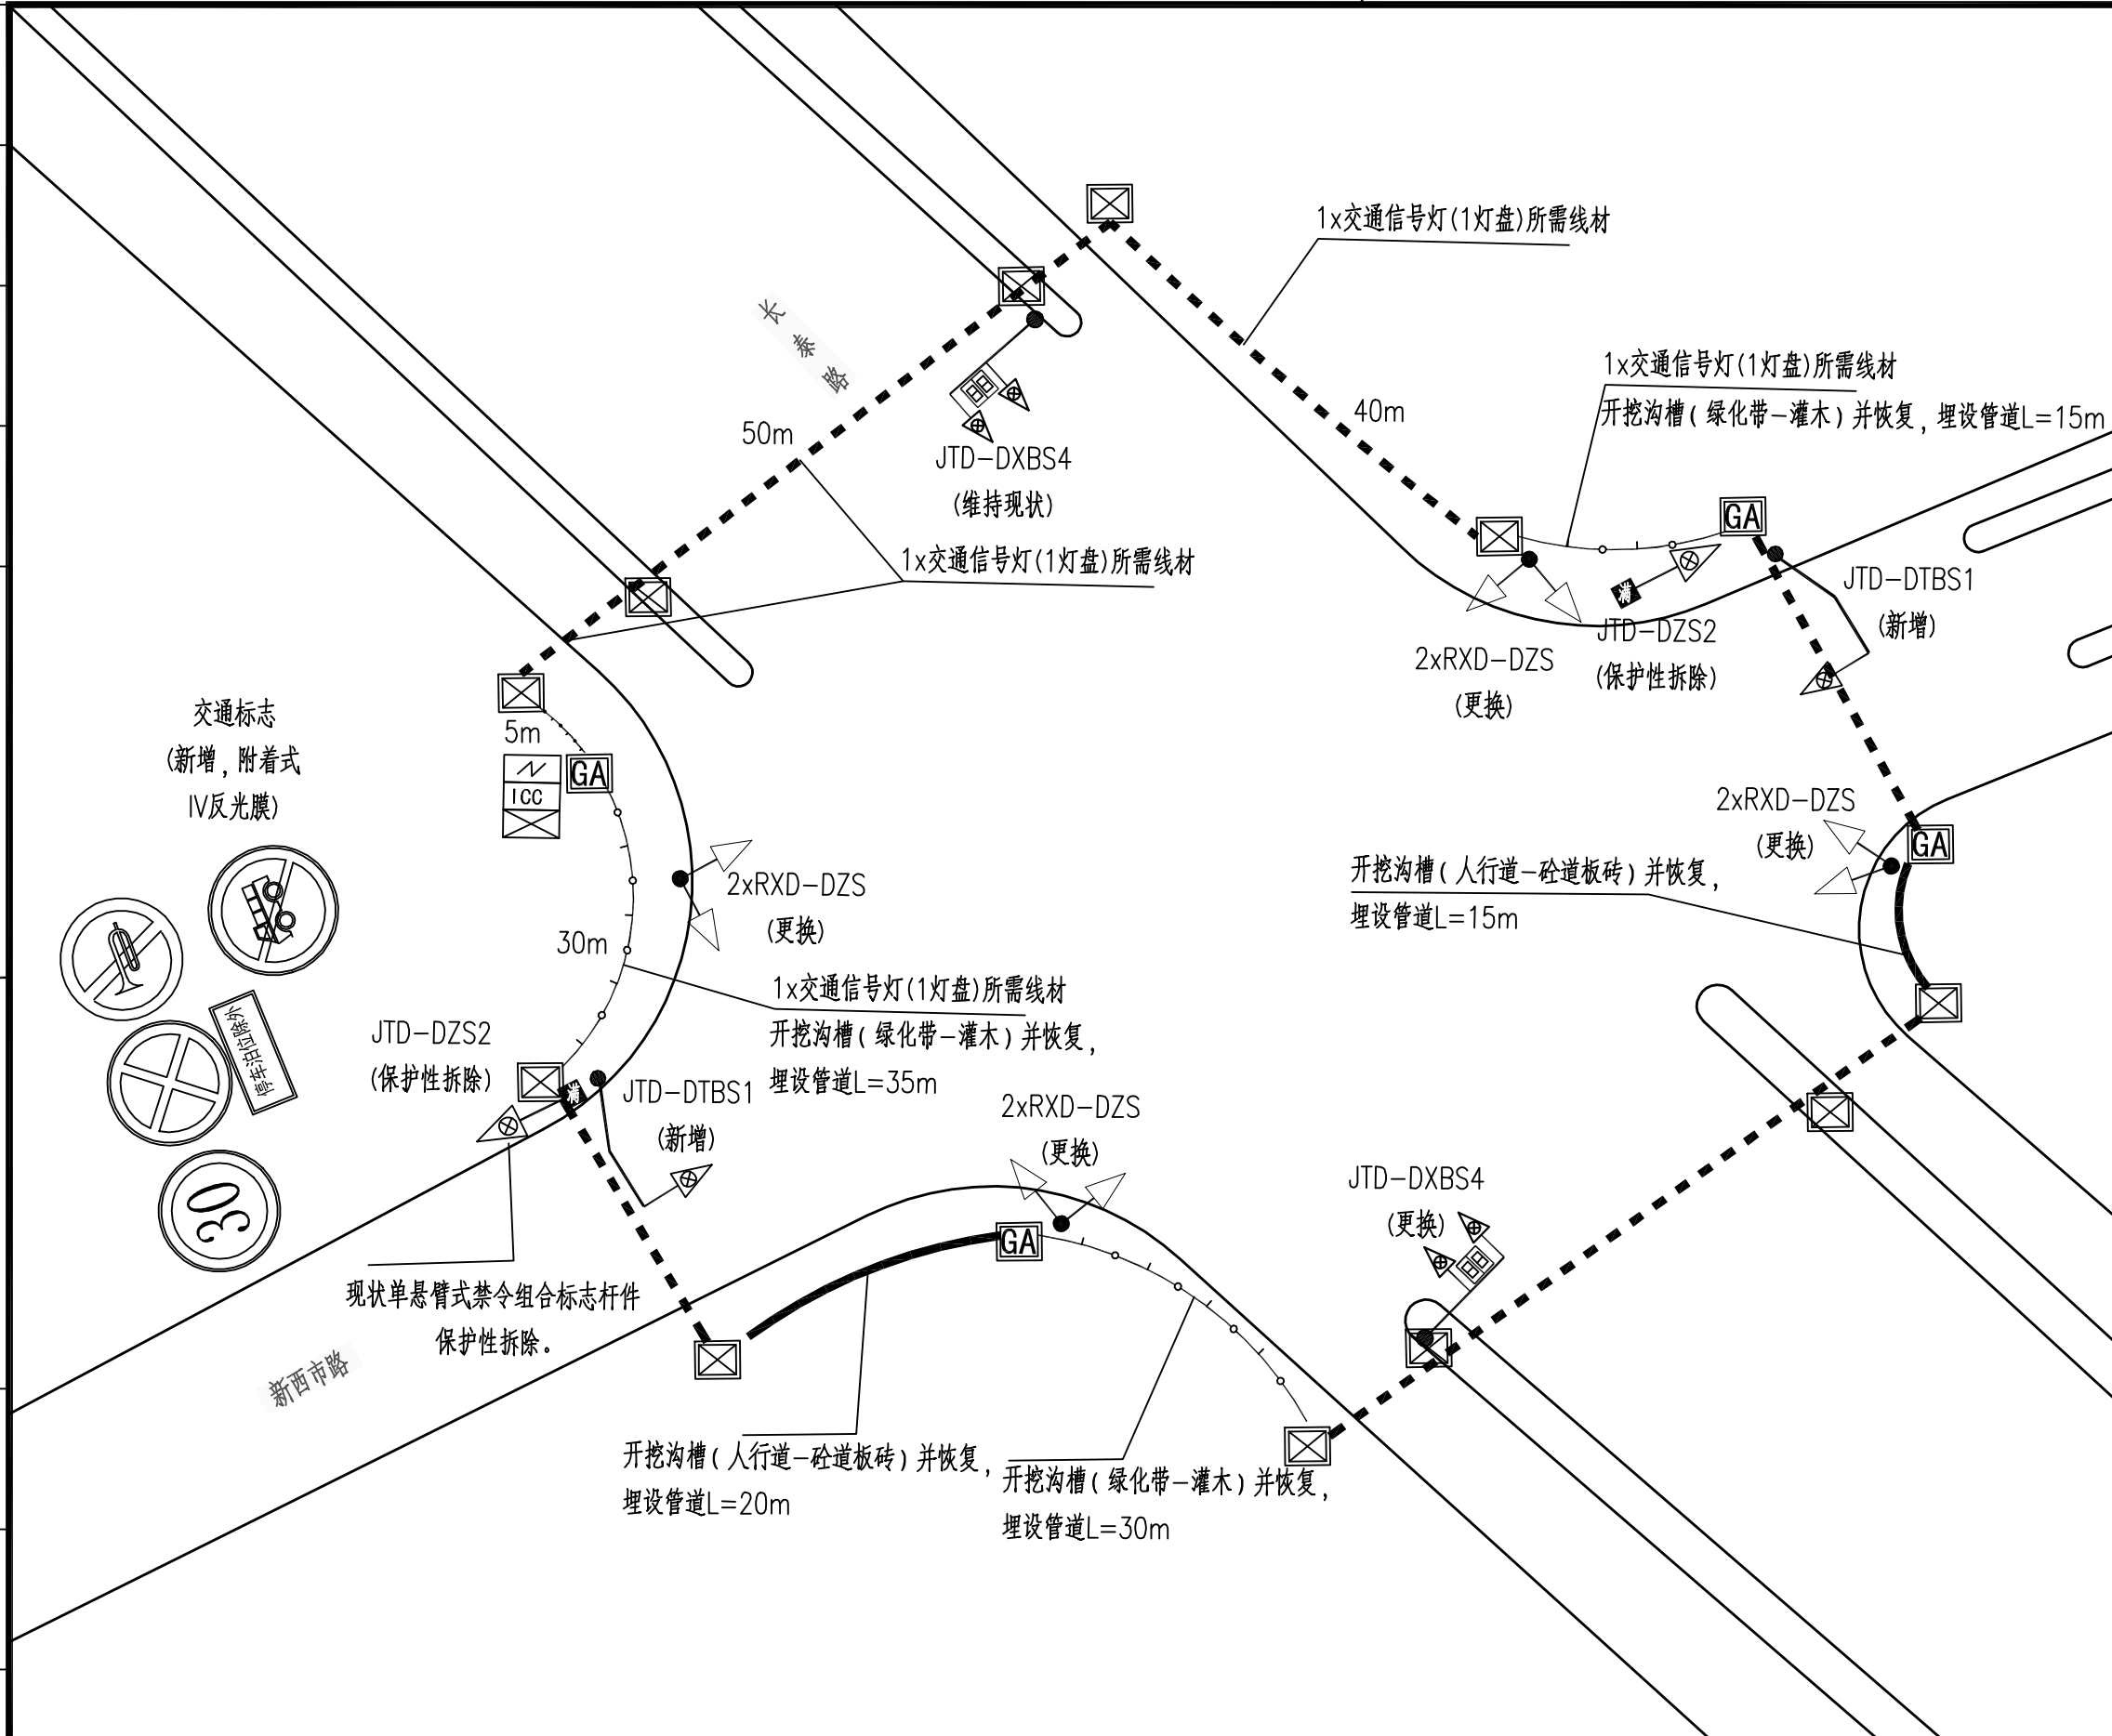 1x交通信号灯(1灯盘)所需线材
长泰路
1x交通信号灯(1灯盘)所需线材
开挖沟槽(绿化带-灌木)并恢复,埋设管道L=15m
40m
50m
JTD-DXBS4
(维持现状)
GA
1x交通信号灯(1灯盘)所需线材
JTD-DTBS1
(新增)
JTD-DZS2
(保护性拆除)
2xRXD-DZS
(更换)
交通标志
(新增,附着式
IV反光膜)
5m
GA
ICC
2xRXD-DZS
(更换)
GA
2xRXD-DZS
(更换)
开挖沟槽(人行道-砼道板砖)并恢复,
埋设管道L=15m
30m
1x交通信号灯(1灯盘)所需线材
开挖沟槽(绿化带-灌木)并恢复,
埋设管道L=35m
停车泊位除外
JTD-DZS2
(保护性拆除)
JTD-DTBS1
(新增)
2xRXD-DZS
(更换)
JTD-DXBS4
(更换)
30
GA
现状单悬臂式禁令组合标志杆件
保护性拆除。
新西市路
开挖沟槽(人行道-砼道板砖)并恢复,
埋设管道L=20m
开挖沟槽(绿化带-灌木)并恢复,
埋设管道L=30m